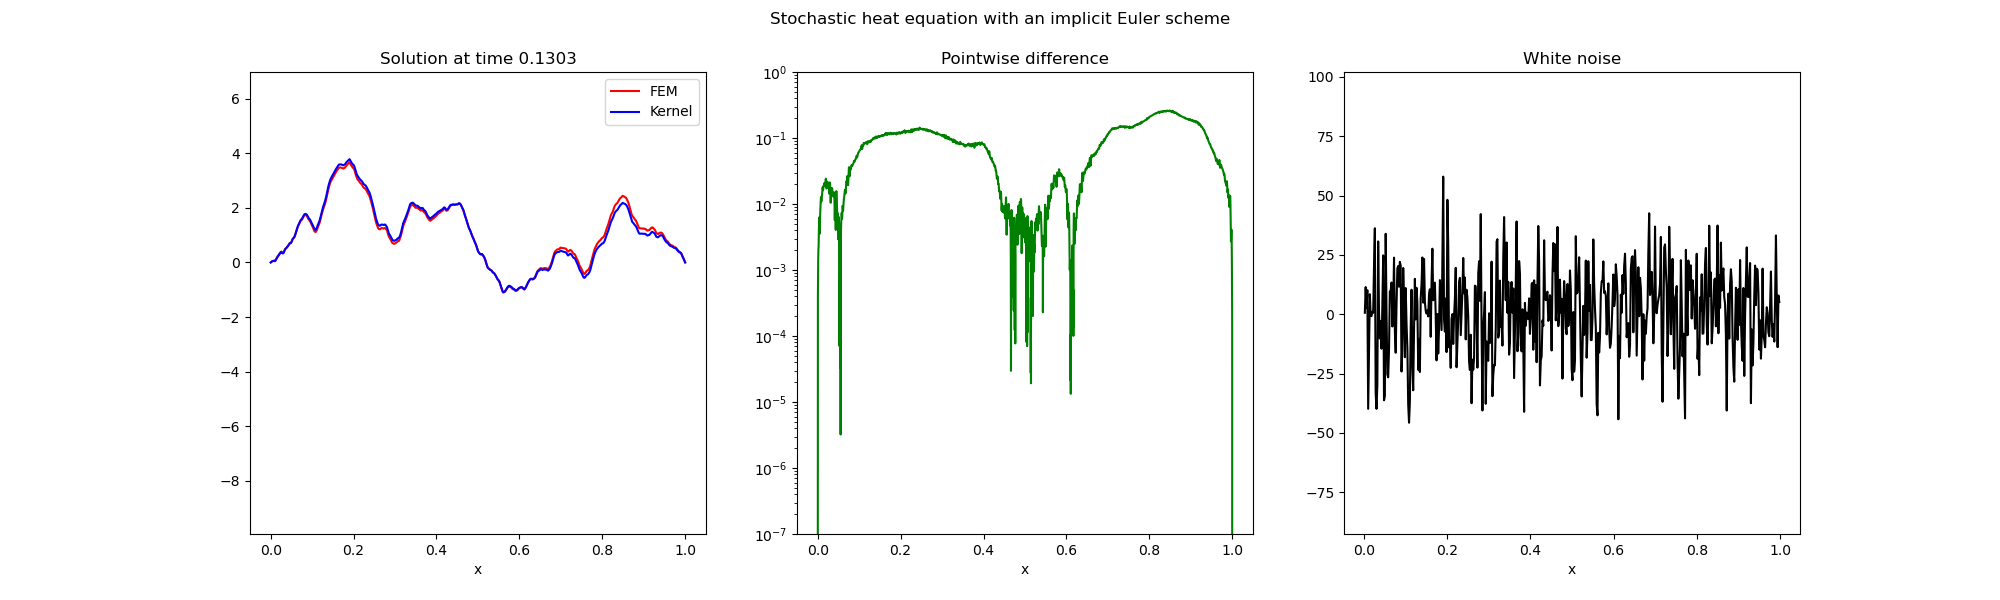 Stochastic heat equation with an implicit Euler scheme
Solution at time 0.1303
6
4
2
0
−2
−4
−6
−8
0.0 0.2 0.4 0.6 0.8 1.0
x
FEM
Kernel
Pointwise difference
10⁰
10⁻¹
10⁻²
10⁻³
10⁻⁴
10⁻⁵
10⁻⁶
10⁻⁷
0.0 0.2 0.4 0.6 0.8 1.0
x
White noise
100
75
50
25
0
−25
−50
−75
0.0 0.2 0.4 0.6 0.8 1.0
x